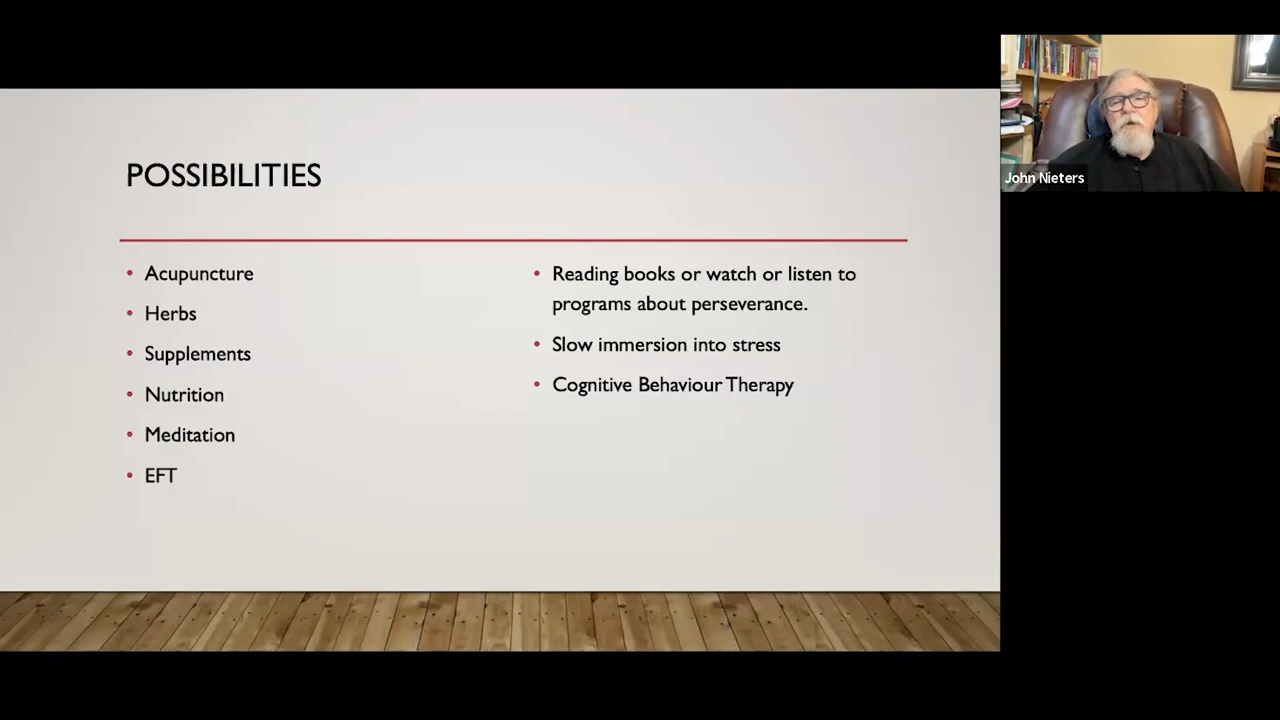 POSSIBILITIES
• Acupuncture
• Herbs
• Supplements
• Nutrition
• Meditation
• EFT
• Reading books or watch or listen to
programs about perseverance.
• Slow immersion into stress
• Cognitive Behaviour Therapy
John Nieters